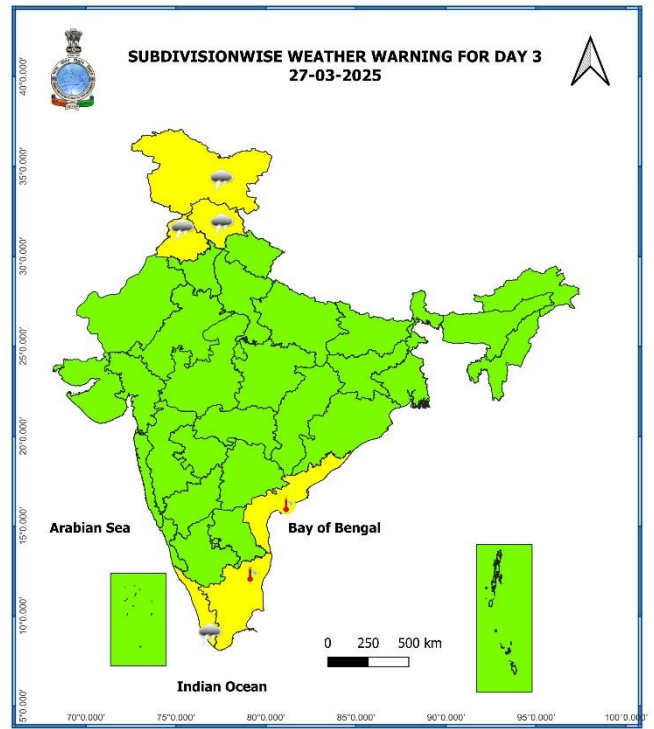 SUBDIVISIONWISE WEATHER WARNING FOR DAY 3
27-03-2025
40°0.000'
35°0.000'
30°0.000'
25°0.000'
20°0.000'
15°0.000'
10°0.000'
5°0.000'
Arabian Sea
Bay of Bengal
0 250 500 km
Indian Ocean
70°0.000' 75°0.000' 80°0.000' 85°0.000' 90°0.000' 95°0.000' 100°0.000'